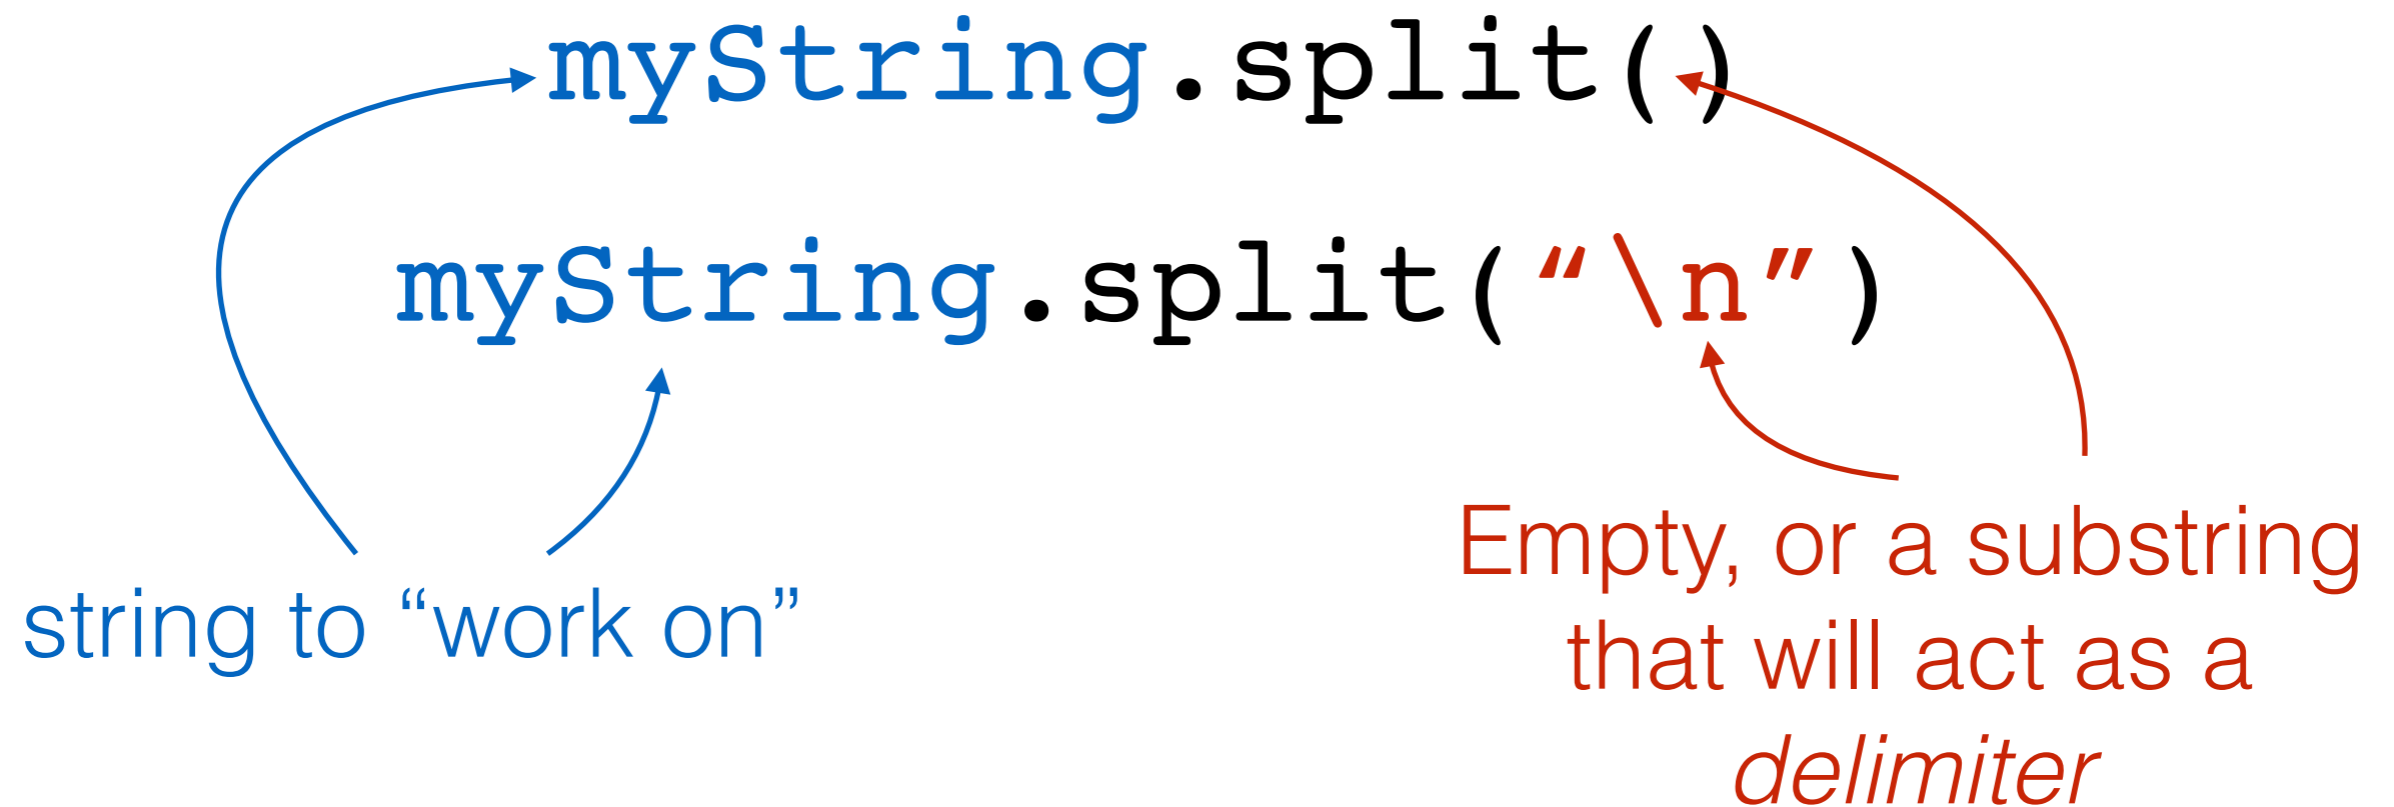 myString.split()
myString.split(“\n”)
string to “work on”
Empty, or a substring
that will act as a
delimiter